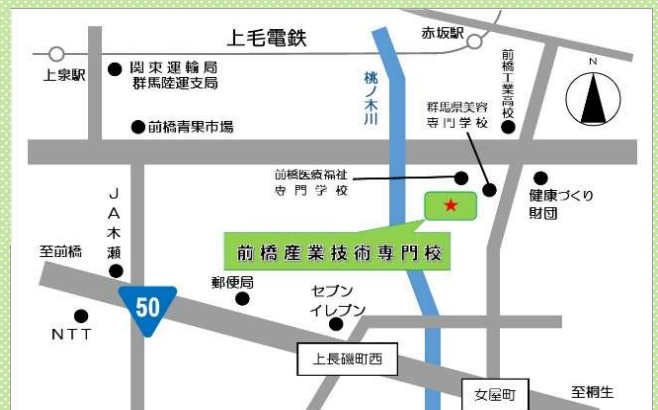 上毛電鉄
赤坂駅
上泉駅
関東運輸局
群馬陸運支局
桃ノ木川
前橋工業高校
N
群馬県美容
専門学校
前橋青果市場
前橋医療福祉
専門学校
健康づくり
財団
JA木瀬
前橋産業技術専門校
至前橋
郵便局
セブン
イレブン
50
NTT
上長磯町西
女屋町
至桐生